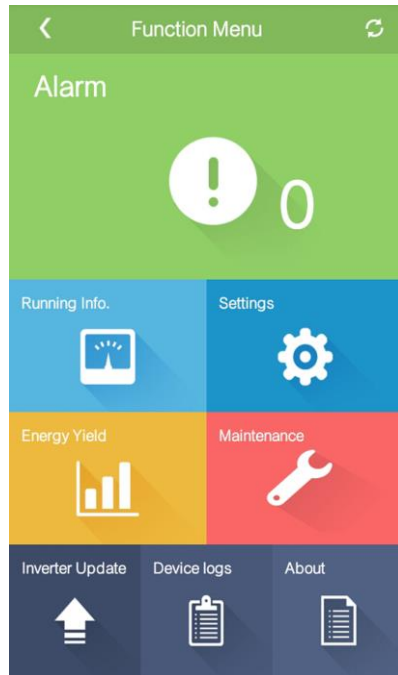 Function Menu
Alarm
0
Running Info.
Settings
Energy Yield
Maintenance
Inverter Update
Device logs
About